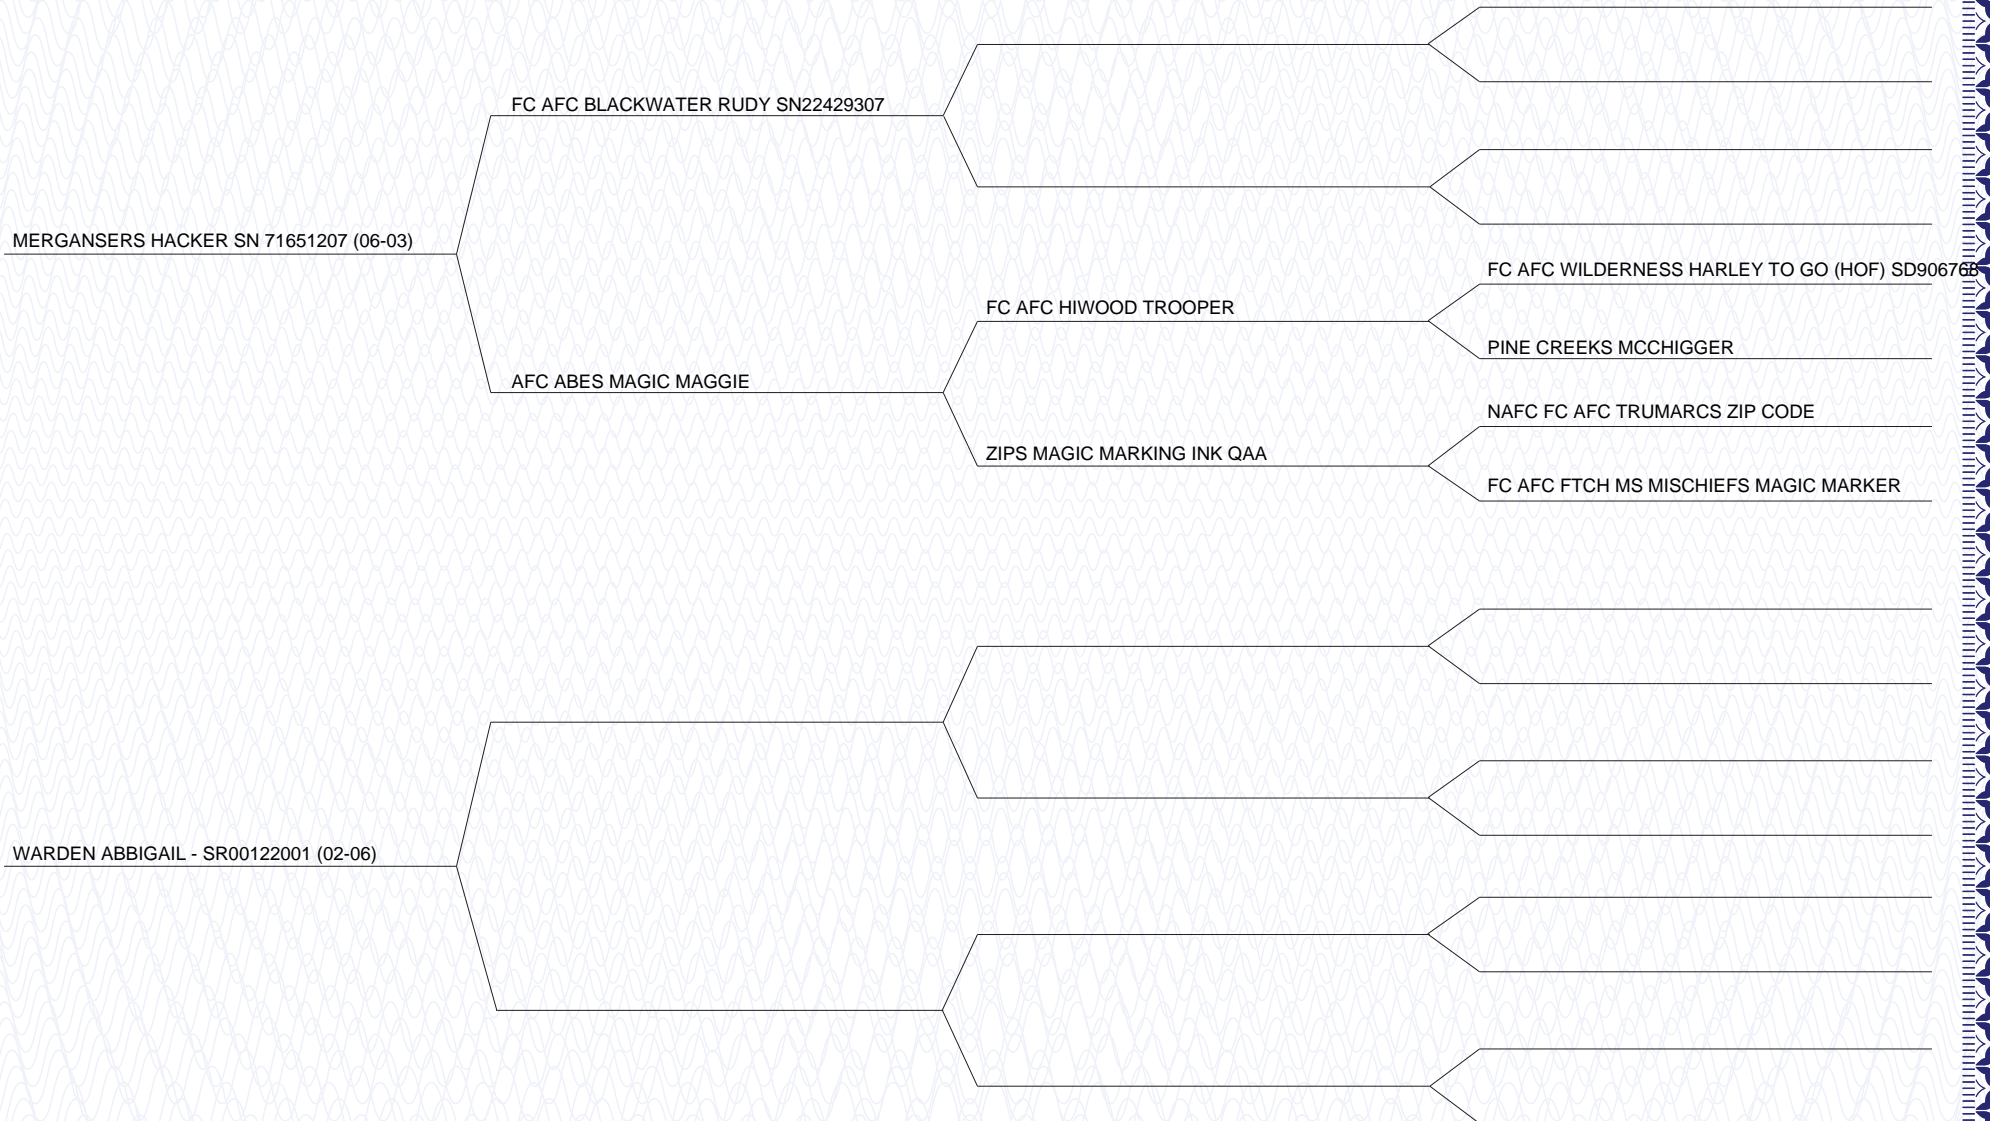 FC AFC BLACKWATER RUDY SN22429307
MERGANSERS HACKER SN 71651207 (06-03)
FC AFC WILDERNESS HARLEY TO GO (HOF) SD906768
FC AFC HIWOOD TROOPER
PINE CREEKS MCCHIGGER
AFC ABES MAGIC MAGGIE
NAFC FC AFC TRUMARCS ZIP CODE
ZIPS MAGIC MARKING INK QAA
FC AFC FTCH MS MISCHIEFS MAGIC MARKER
WARDEN ABBIGAIL - SR00122001 (02-06)